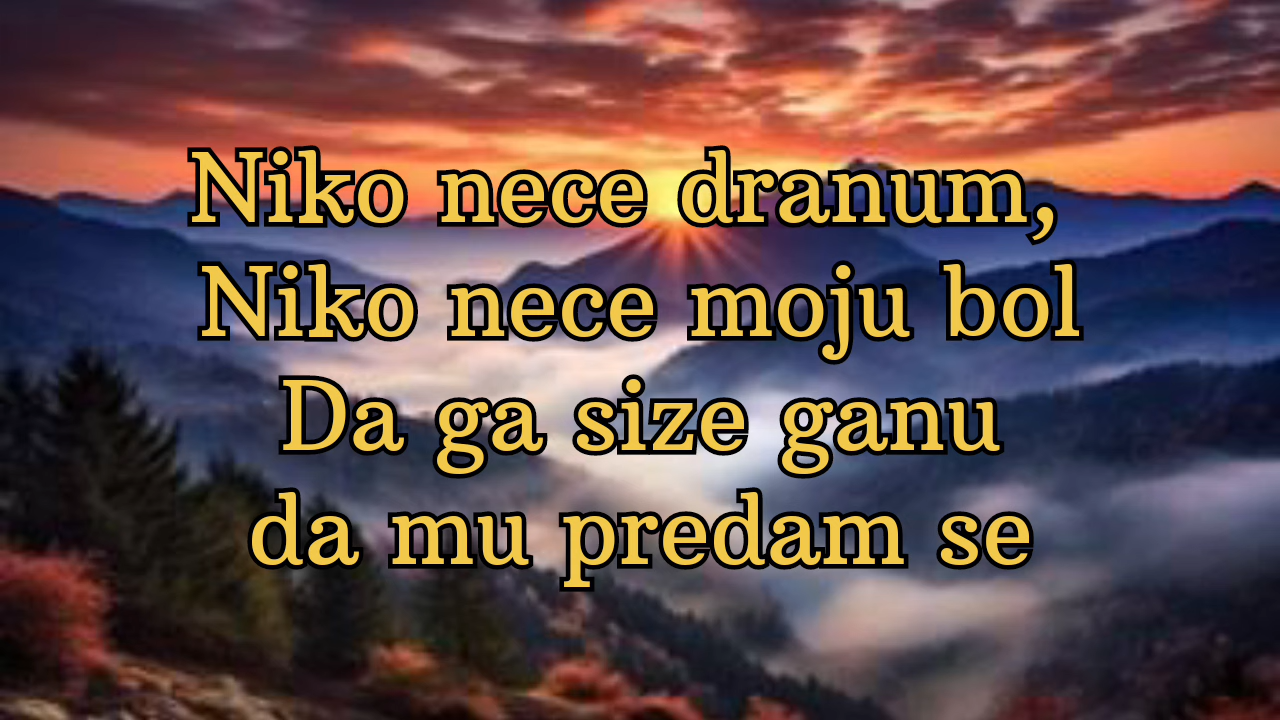 Niko nece dranum,
Niko nece moju bol
Da ga size ganu
da mu predam se